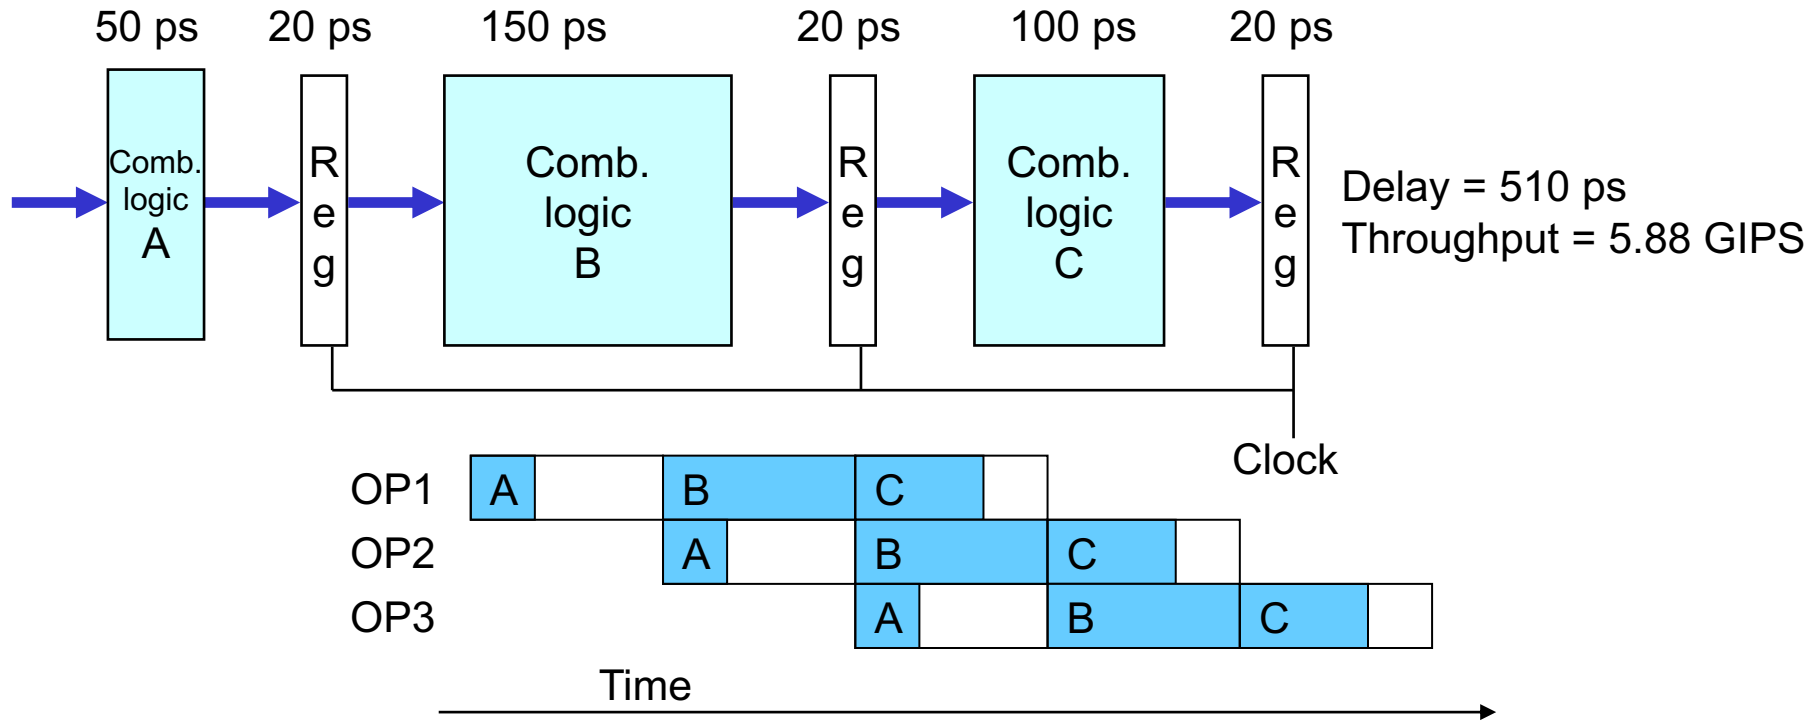 50 ps 20 ps 150 ps 20 ps 100 ps 20 ps
Comb.
logic
A
R
e
g
Comb.
logic
B
R
e
g
Comb.
logic
C
R
e
g
Delay = 510 ps
Throughput = 5.88 GIPS
Clock
OP1 A B C
OP2 A B C
OP3 A B C
Time